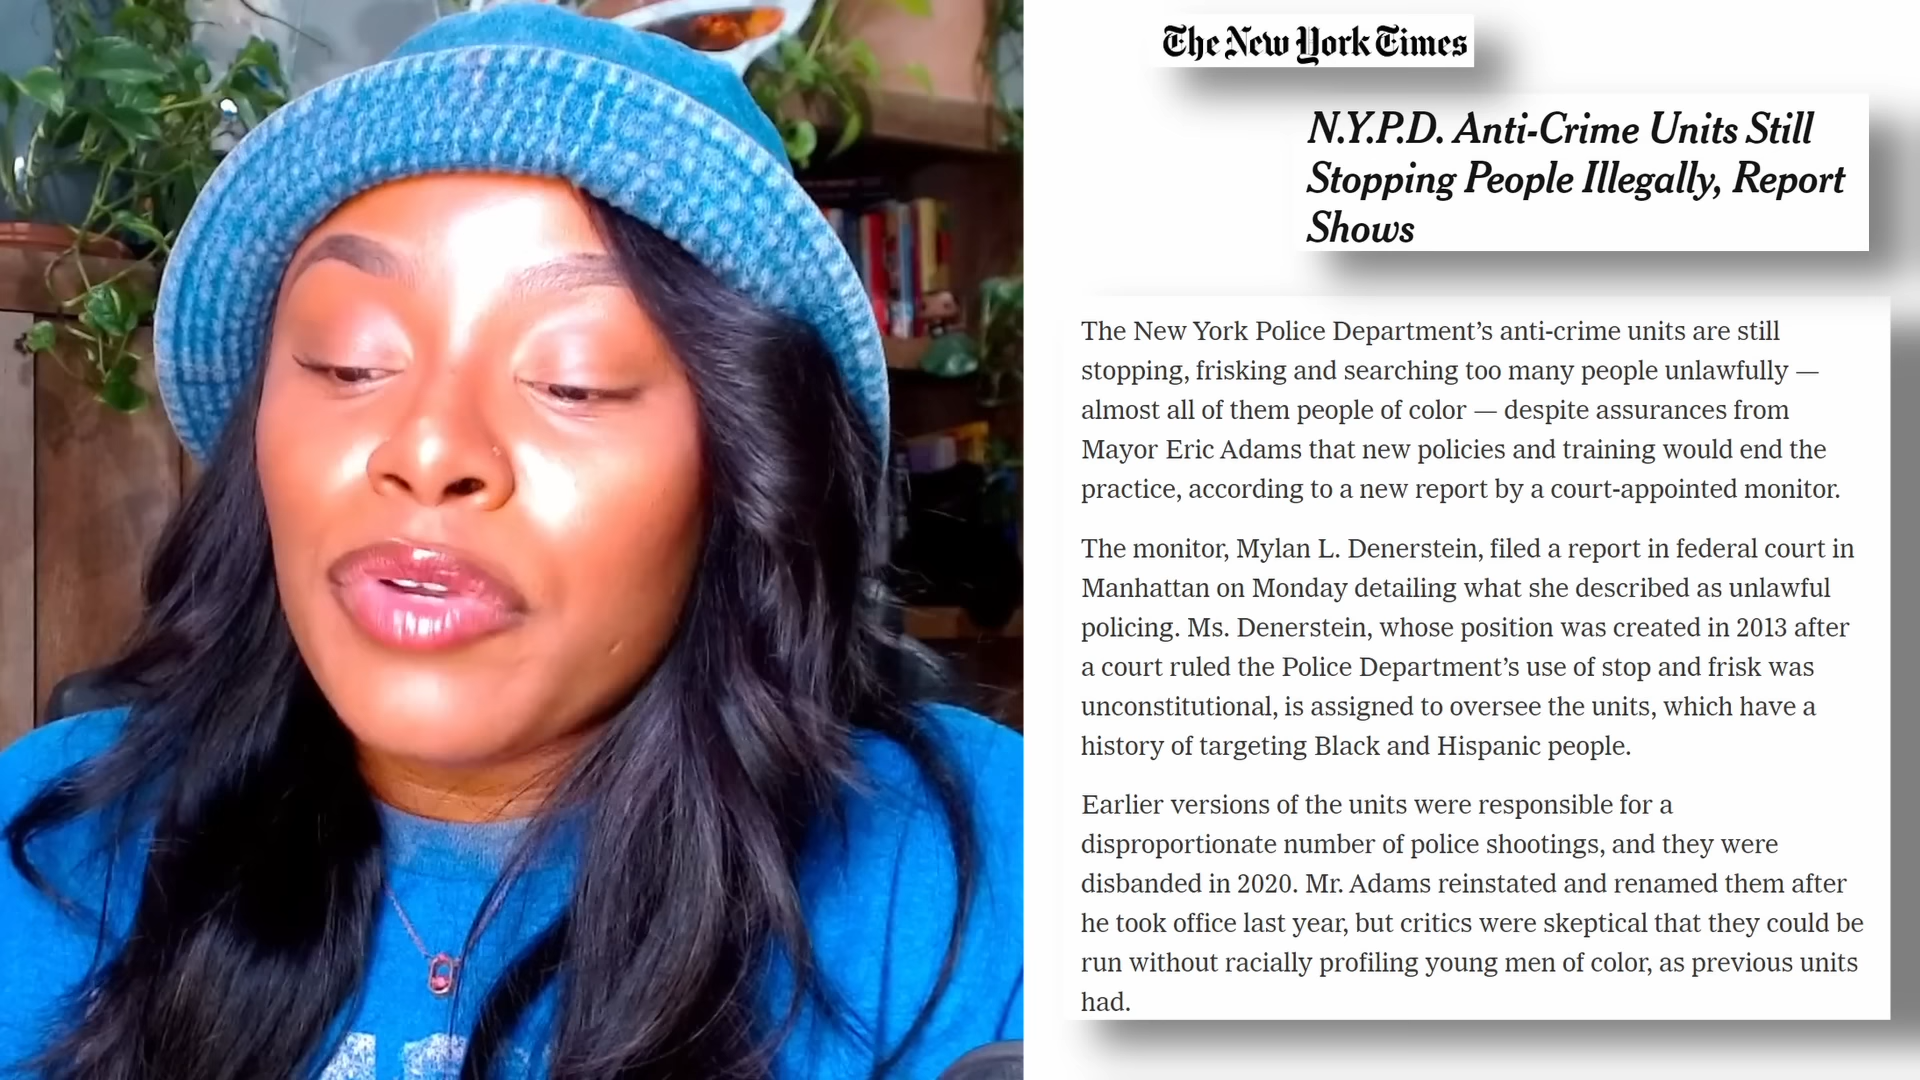 The New York Times
N.Y.P.D. Anti-Crime Units Still
Stopping People Illegally, Report
Shows
The New York Police Department’s anti-crime units are still
stopping, frisking and searching too many people unlawfully —
almost all of them people of color — despite assurances from
Mayor Eric Adams that new policies and training would end the
practice, according to a new report by a court-appointed monitor.
The monitor, Mylan L. Denerstein, filed a report in federal court in
Manhattan on Monday detailing what she described as unlawful
policing. Ms. Denerstein, whose position was created in 2013 after
a court ruled the Police Department’s use of stop and frisk was
unconstitutional, is assigned to oversee the units, which have a
history of targeting Black and Hispanic people.
Earlier versions of the units were responsible for a
disproportionate number of police shootings, and they were
disbanded in 2020. Mr. Adams reinstated and renamed them after
he took office last year, but critics were skeptical that they could be
run without racially profiling young men of color, as previous units
had.